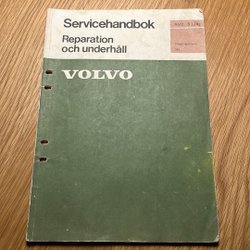 Servicehandbok
Reparation
och underhåll
VOLVO